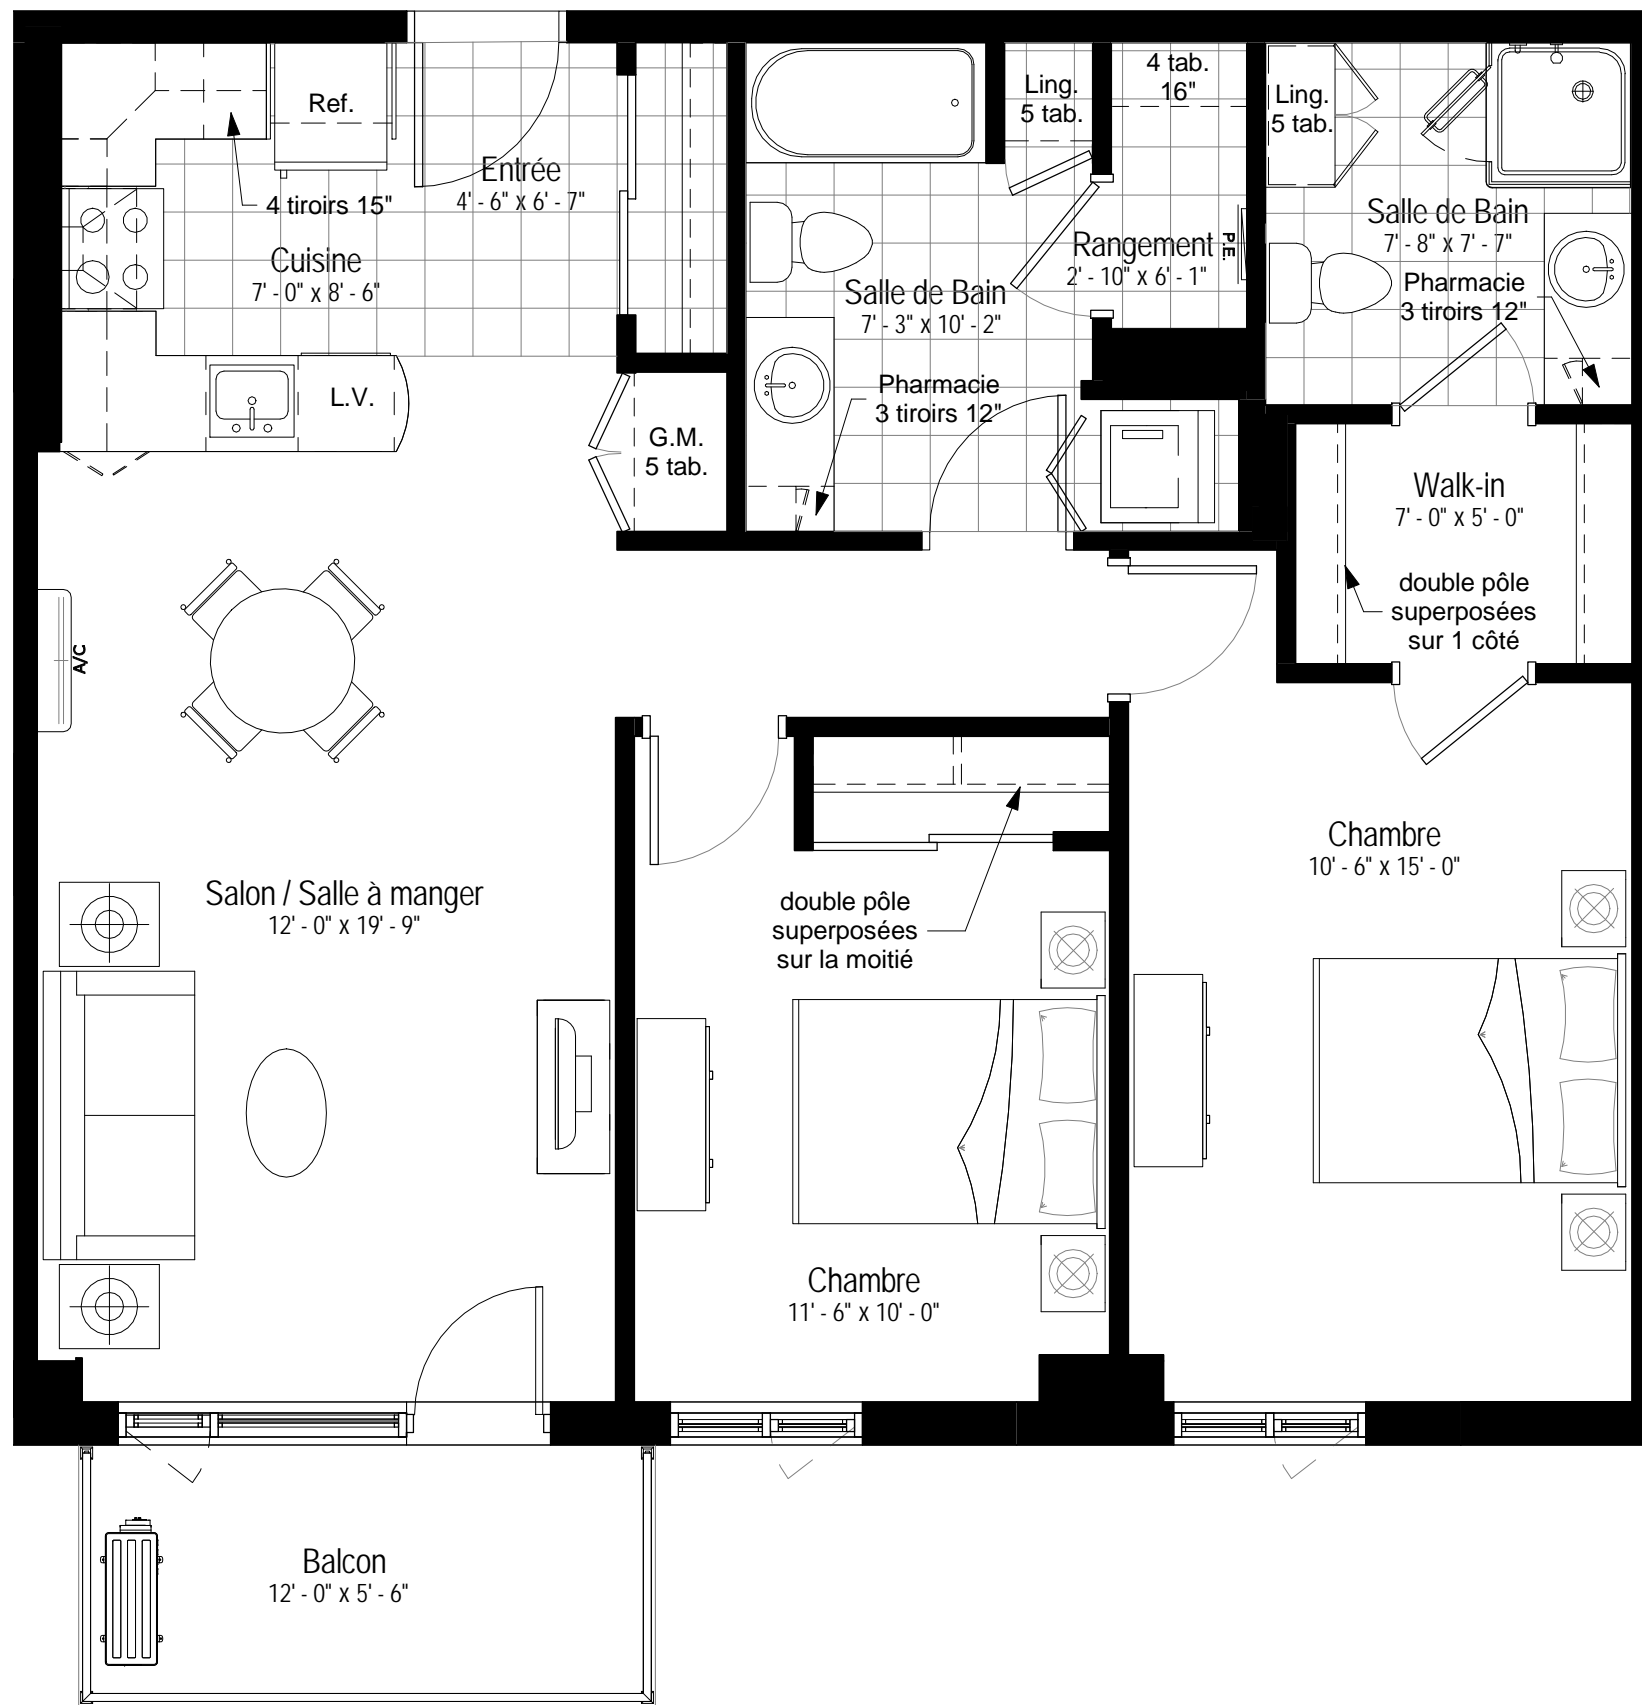 Ref.
4 tiroirs 15"
Cuisine
7' - 0" x 8' - 6"
Entrée
4' - 6" x 6' - 7"
L.V.
G.M.
5 tab.
Ling.
5 tab.
4 tab.
16"
Salle de Bain
7' - 3" x 10' - 2"
Pharmacie
3 tiroirs 12"
Rangement
2' - 10" x 6' - 1"
P.E.
Ling.
5 tab.
Salle de Bain
7' - 8" x 7' - 7"
Pharmacie
3 tiroirs 12"
Walk-in
7' - 0" x 5' - 0"
double pôle
superposées
sur 1 côté
A/C
Salon / Salle à manger
12' - 0" x 19' - 9"
double pôle
superposées
sur la moitié
Chambre
10' - 6" x 15' - 0"
Chambre
11' - 6" x 10' - 0"
Balcon
12' - 0" x 5' - 6"